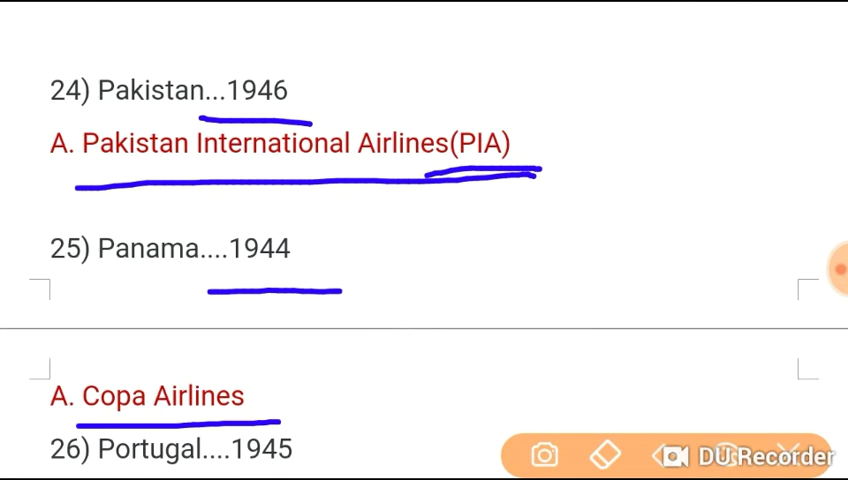 24) Pakistan...1946
A. Pakistan International Airlines(PIA)
25) Panama....1944
A. Copa Airlines
26) Portugal....1945
DU Recorder